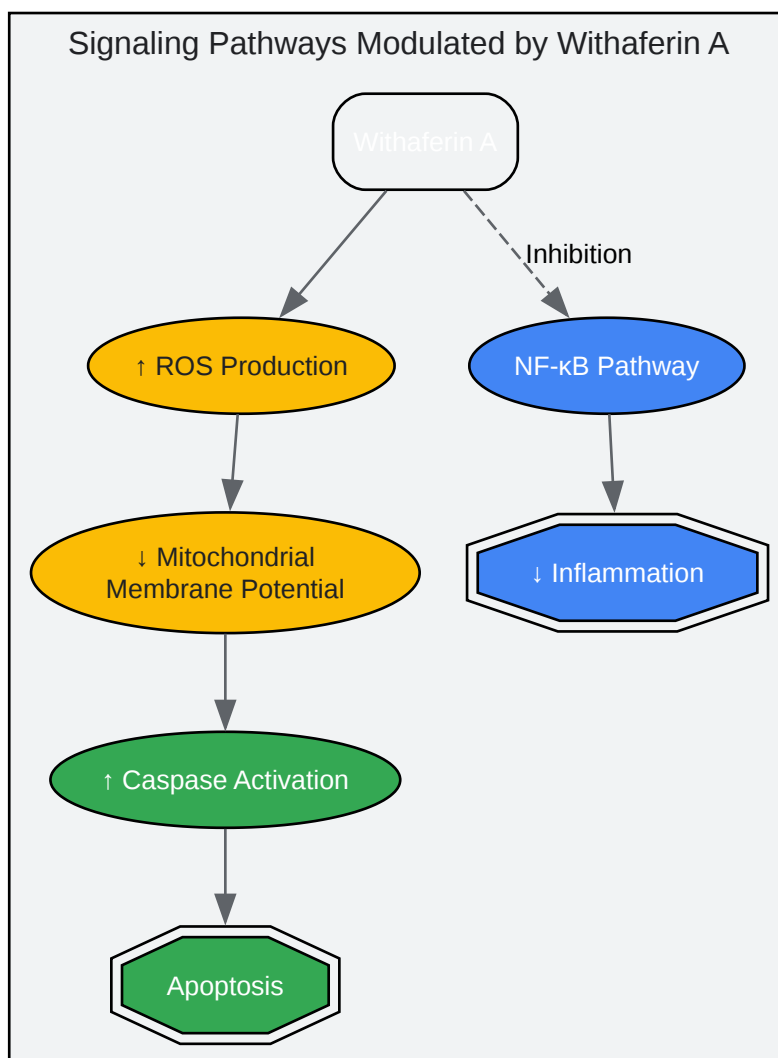 Signaling Pathways Modulated by Withaferin A
Withaferin A
Inhibition
↑ ROS Production
NF-κB Pathway
↓ Mitochondrial
Membrane Potential
↓ Inflammation
↑ Caspase Activation
Apoptosis